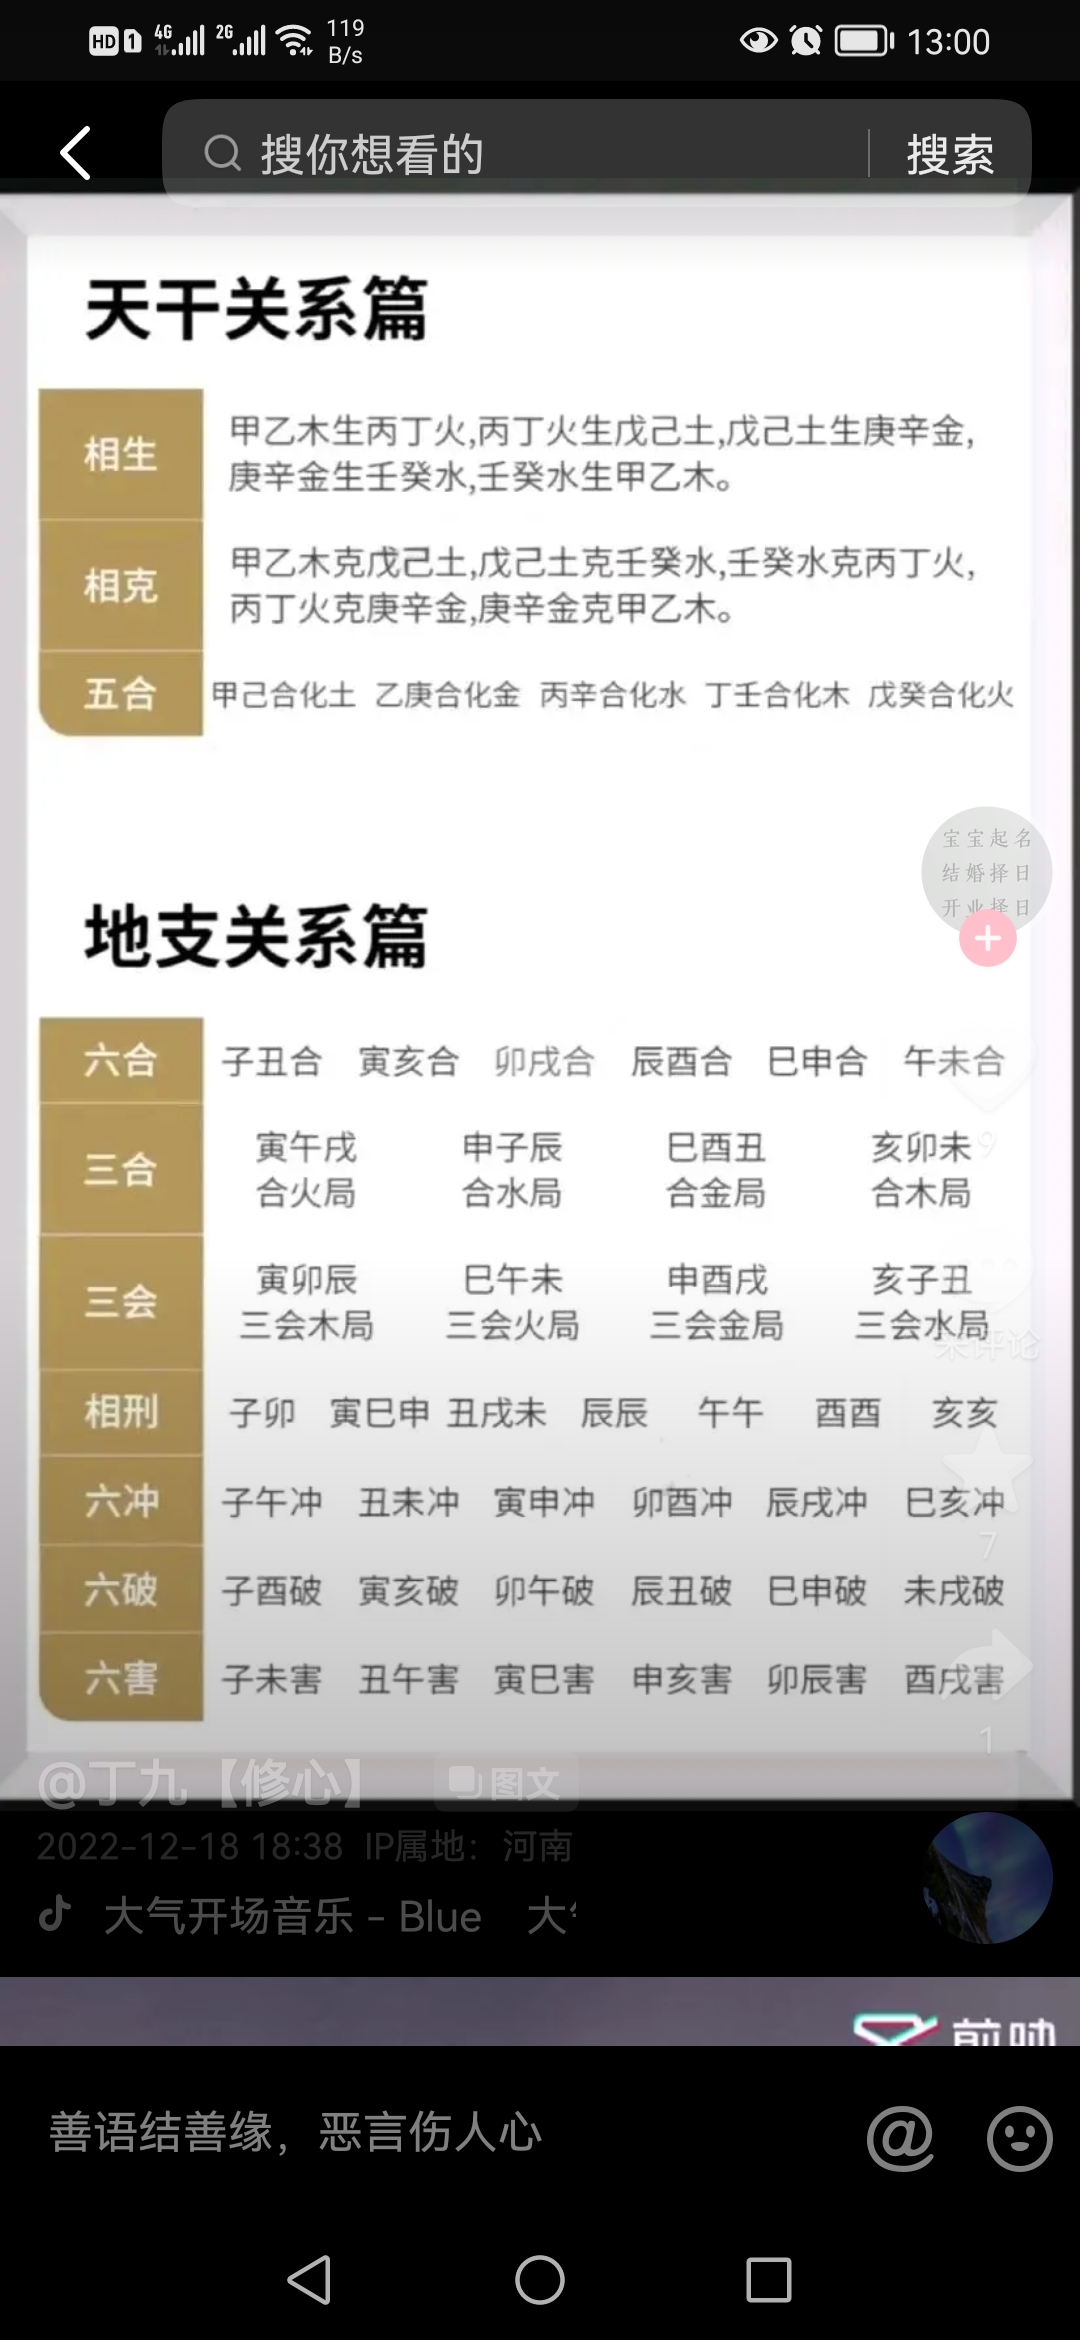 HD 1 4G 2G 119 B/s 13:00
搜你想看的 搜索
天干关系篇
相生 甲乙木生丙丁火,丙丁火生戊己土,戊己土生庚辛金,
庚辛金生壬癸水,壬癸水生甲乙木。
相克 甲乙木克戊己土,戊己土克壬癸水,壬癸水克丙丁火,
丙丁火克庚辛金,庚辛金克甲乙木。
五合 甲己合化土 乙庚合化金 丙辛合化水 丁壬合化木 戊癸合化火
宝宝起名
结婚择日
开业择日
地支关系篇
六合 子丑合 寅亥合 卯戌合 辰酉合 巳申合 午未合
三合 寅午戌 申子辰 巳酉丑 亥卯未
合火局 合水局 合金局 合木局
9
三会 寅卯辰 巳午未 申酉戌 亥子丑
三会木局 三会火局 三会金局 三会水局
来评论
相刑 子卯 寅巳申 丑戌未 辰辰 午午 酉酉 亥亥
六冲 子午冲 丑未冲 寅申冲 卯酉冲 辰戌冲 巳亥冲
7
六破 子酉破 寅亥破 卯午破 辰丑破 巳申破 未戌破
六害 子未害 丑午害 寅巳害 申亥害 卯辰害 酉戌害
1
@丁九【修心】 图文
2022-12-18 18:38 IP属地：河南
大气开场音乐 - Blue 大
剪映
善语结善缘，恶言伤人心